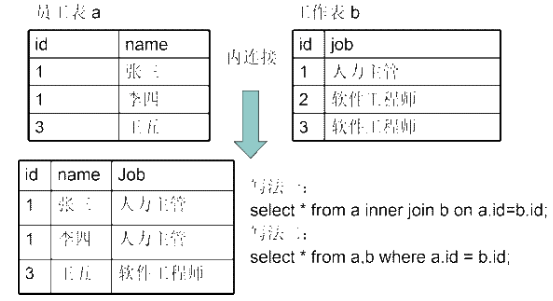 员工表 a
工作表 b
id name
1 张三
1 李四
3 王五
内连接
id job
1 人力主管
2 软件工程师
3 软件工程师
id name Job
1 张三 人力主管
1 李四 人力主管
3 王五 软件工程师
写法一:
select * from a inner join b on a.id=b.id;
写法二:
select * from a,b where a.id = b.id;